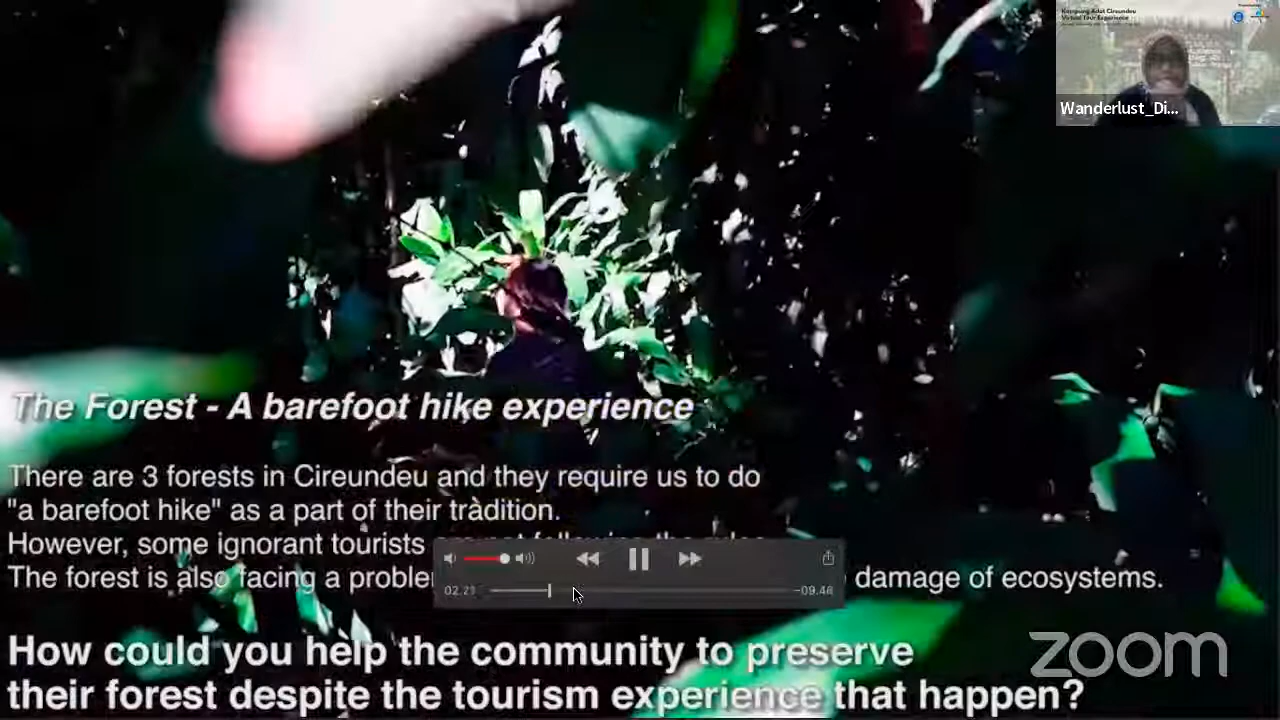 Kampung Adat Cireundeu
Virtual Tour Experience
Wanderlust_Di...
The Forest - A barefoot hike experience
There are 3 forests in Cireundeu and they require us to do
"a barefoot hike" as a part of their tradition.
However, some ignorant tourists
The forest is also facing a damage of ecosystems.
02.21
-09.46
How could you help the community to preserve
their forest despite the tourism experience that happen?
zoom